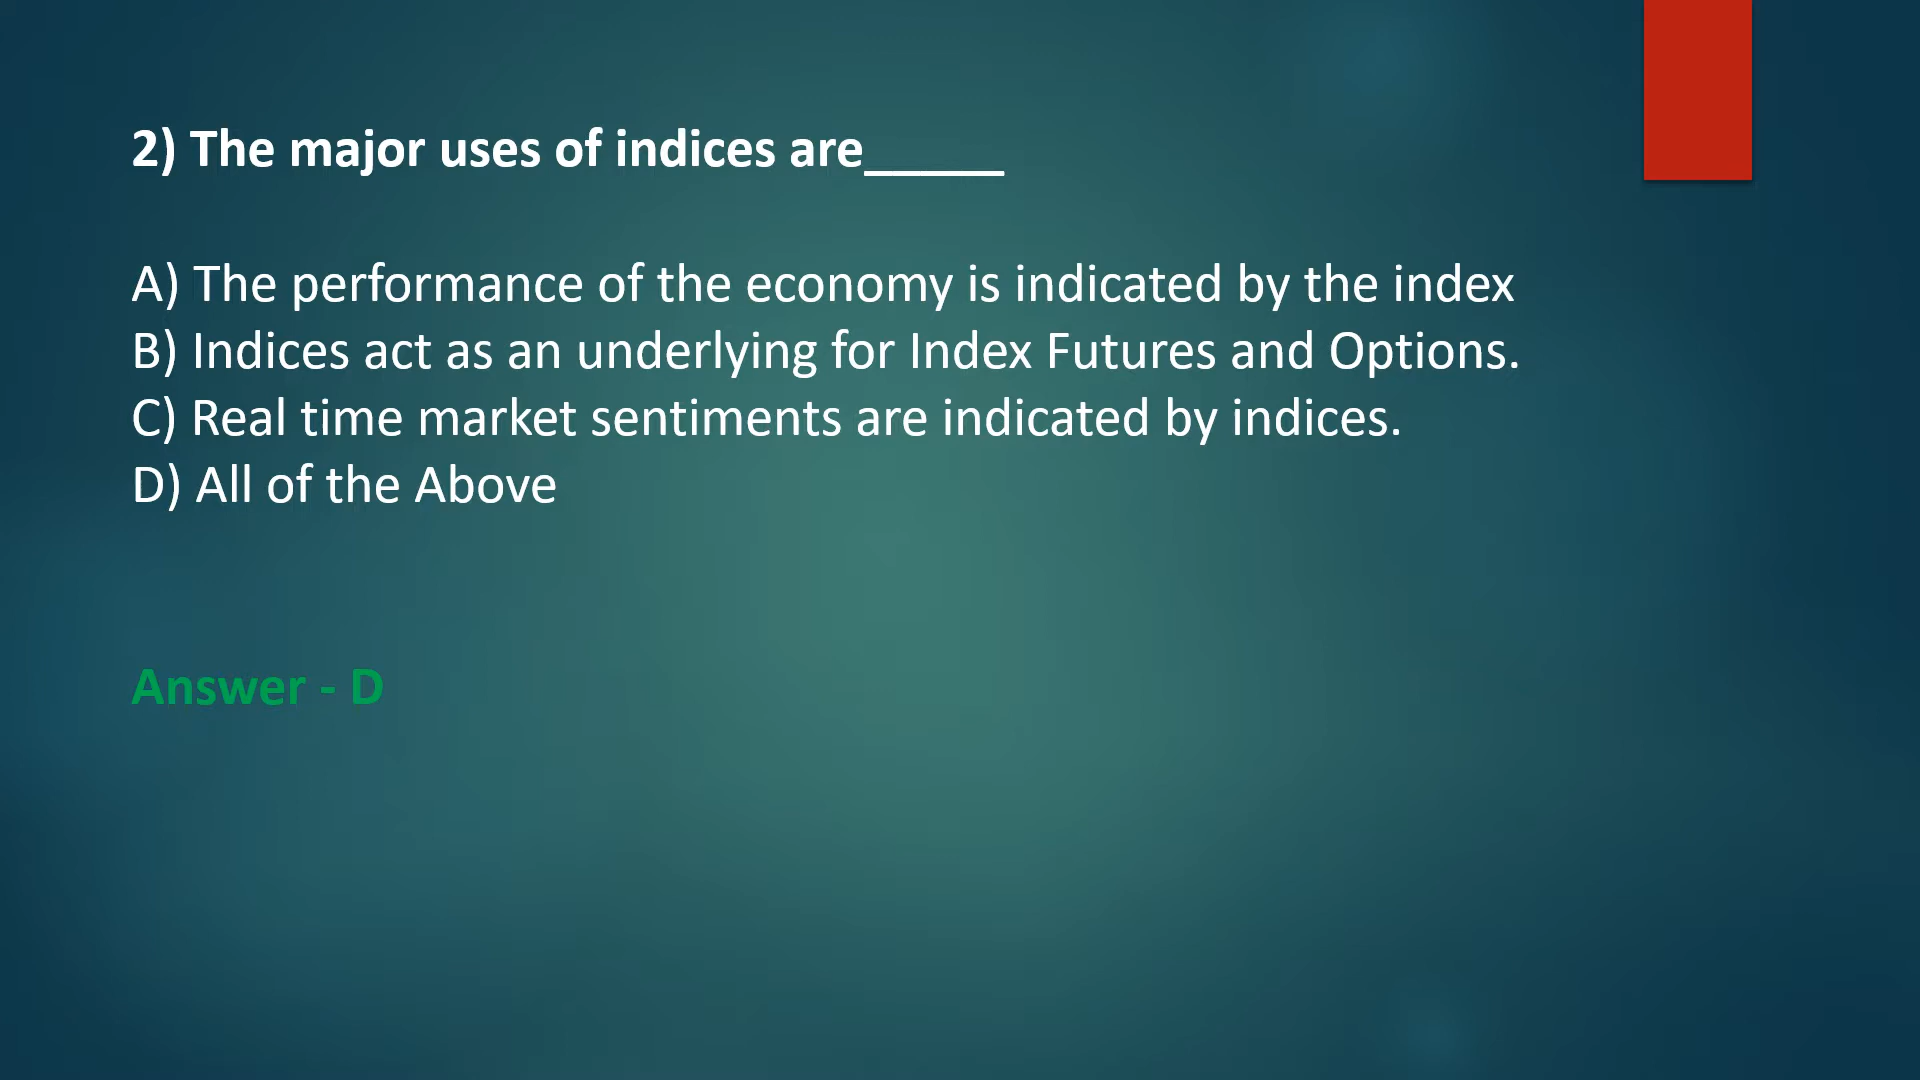 2) The major uses of indices are______
A) The performance of the economy is indicated by the index
B) Indices act as an underlying for Index Futures and Options.
C) Real time market sentiments are indicated by indices.
D) All of the Above
Answer - D